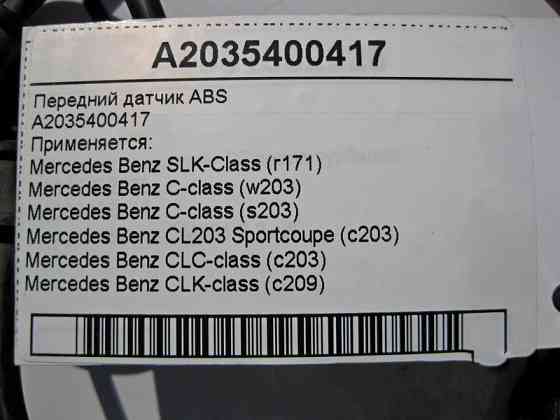 A2035400417
Передний датчик ABS
A2035400417
Применяется:
Mercedes Benz SLK-Class (r171)
Mercedes Benz C-class (w203)
Mercedes Benz C-class (s203)
Mercedes Benz CL203 Sportcoupe (c203)
Mercedes Benz CLC-class (c203)
Mercedes Benz CLK-class (c209)